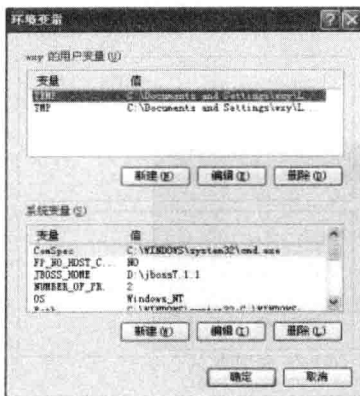 环境变量
wxy 的用户变量(U)
变量 值
TEMP C:\Documents and Settings\wxy\L...
TMP C:\Documents and Settings\wxy\L...
新建(N) 编辑(E) 删除(D)
系统变量(S)
变量 值
ComSpec C:\WINDOWS\system32\cmd.exe
FP_NO_HOST_C... NO
JBOSS_HOME D:\jboss7.1.1
NUMBER_OF_PR... 2
OS Windows_NT
新建(W) 编辑(I) 删除(L)
确定 取消